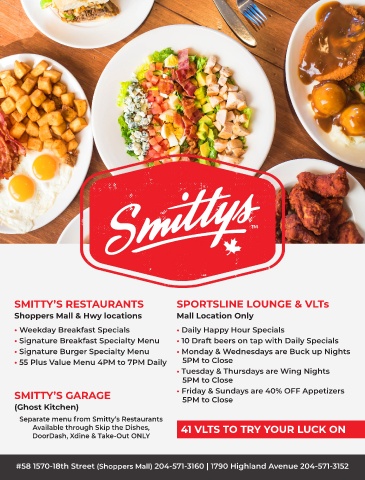 Smittys™
SMITTY'S RESTAURANTS
Shoppers Mall & Hwy locations
• Weekday Breakfast Specials
• Signature Breakfast Specialty Menu
• Signature Burger Specialty Menu
• 55 Plus Value Menu 4PM to 7PM Daily
SMITTY'S GARAGE
(Ghost Kitchen)
Separate menu from Smitty's Restaurants
Available through Skip the Dishes,
DoorDash, Xdine & Take-Out ONLY
SPORTSLINE LOUNGE & VLTs
Mall Location Only
• Daily Happy Hour Specials
• 10 Draft beers on tap with Daily Specials
• Monday & Wednesdays are Buck up Nights
5PM to Close
• Tuesday & Thursdays are Wing Nights
5PM to Close
• Friday & Sundays are 40% OFF Appetizers
5PM to Close
41 VLTS TO TRY YOUR LUCK ON
#58 1570-18th Street (Shoppers Mall) 204-571-3160 | 1790 Highland Avenue 204-571-3152